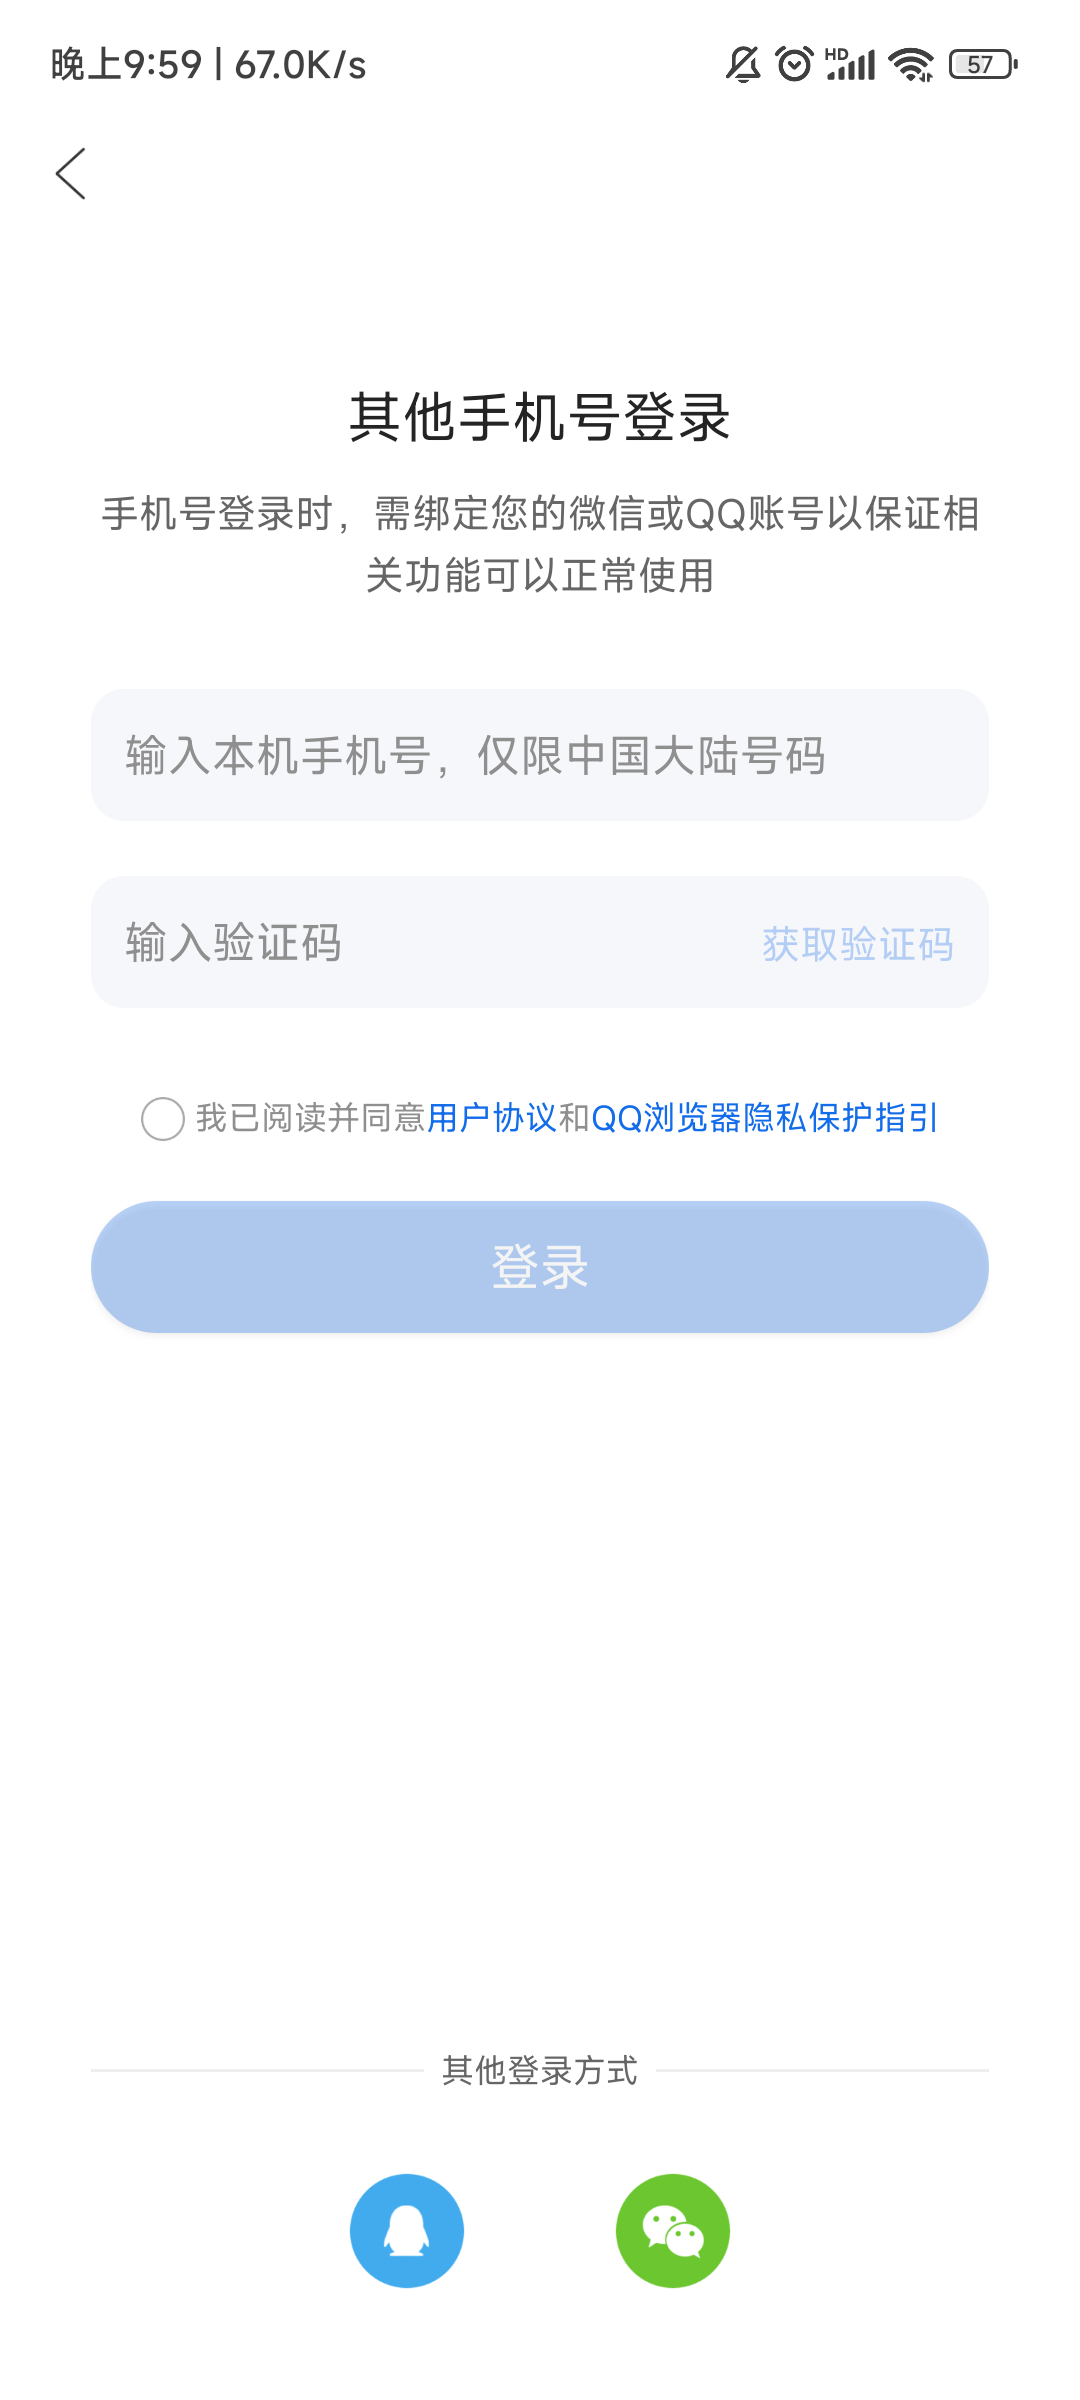 晚上9:59 | 67.0K/s
HD
57
其他手机号登录
手机号登录时，需绑定您的微信或QQ账号以保证相
关功能可以正常使用
输入本机手机号，仅限中国大陆号码
输入验证码 获取验证码
我已阅读并同意用户协议和QQ浏览器隐私保护指引
登录
其他登录方式